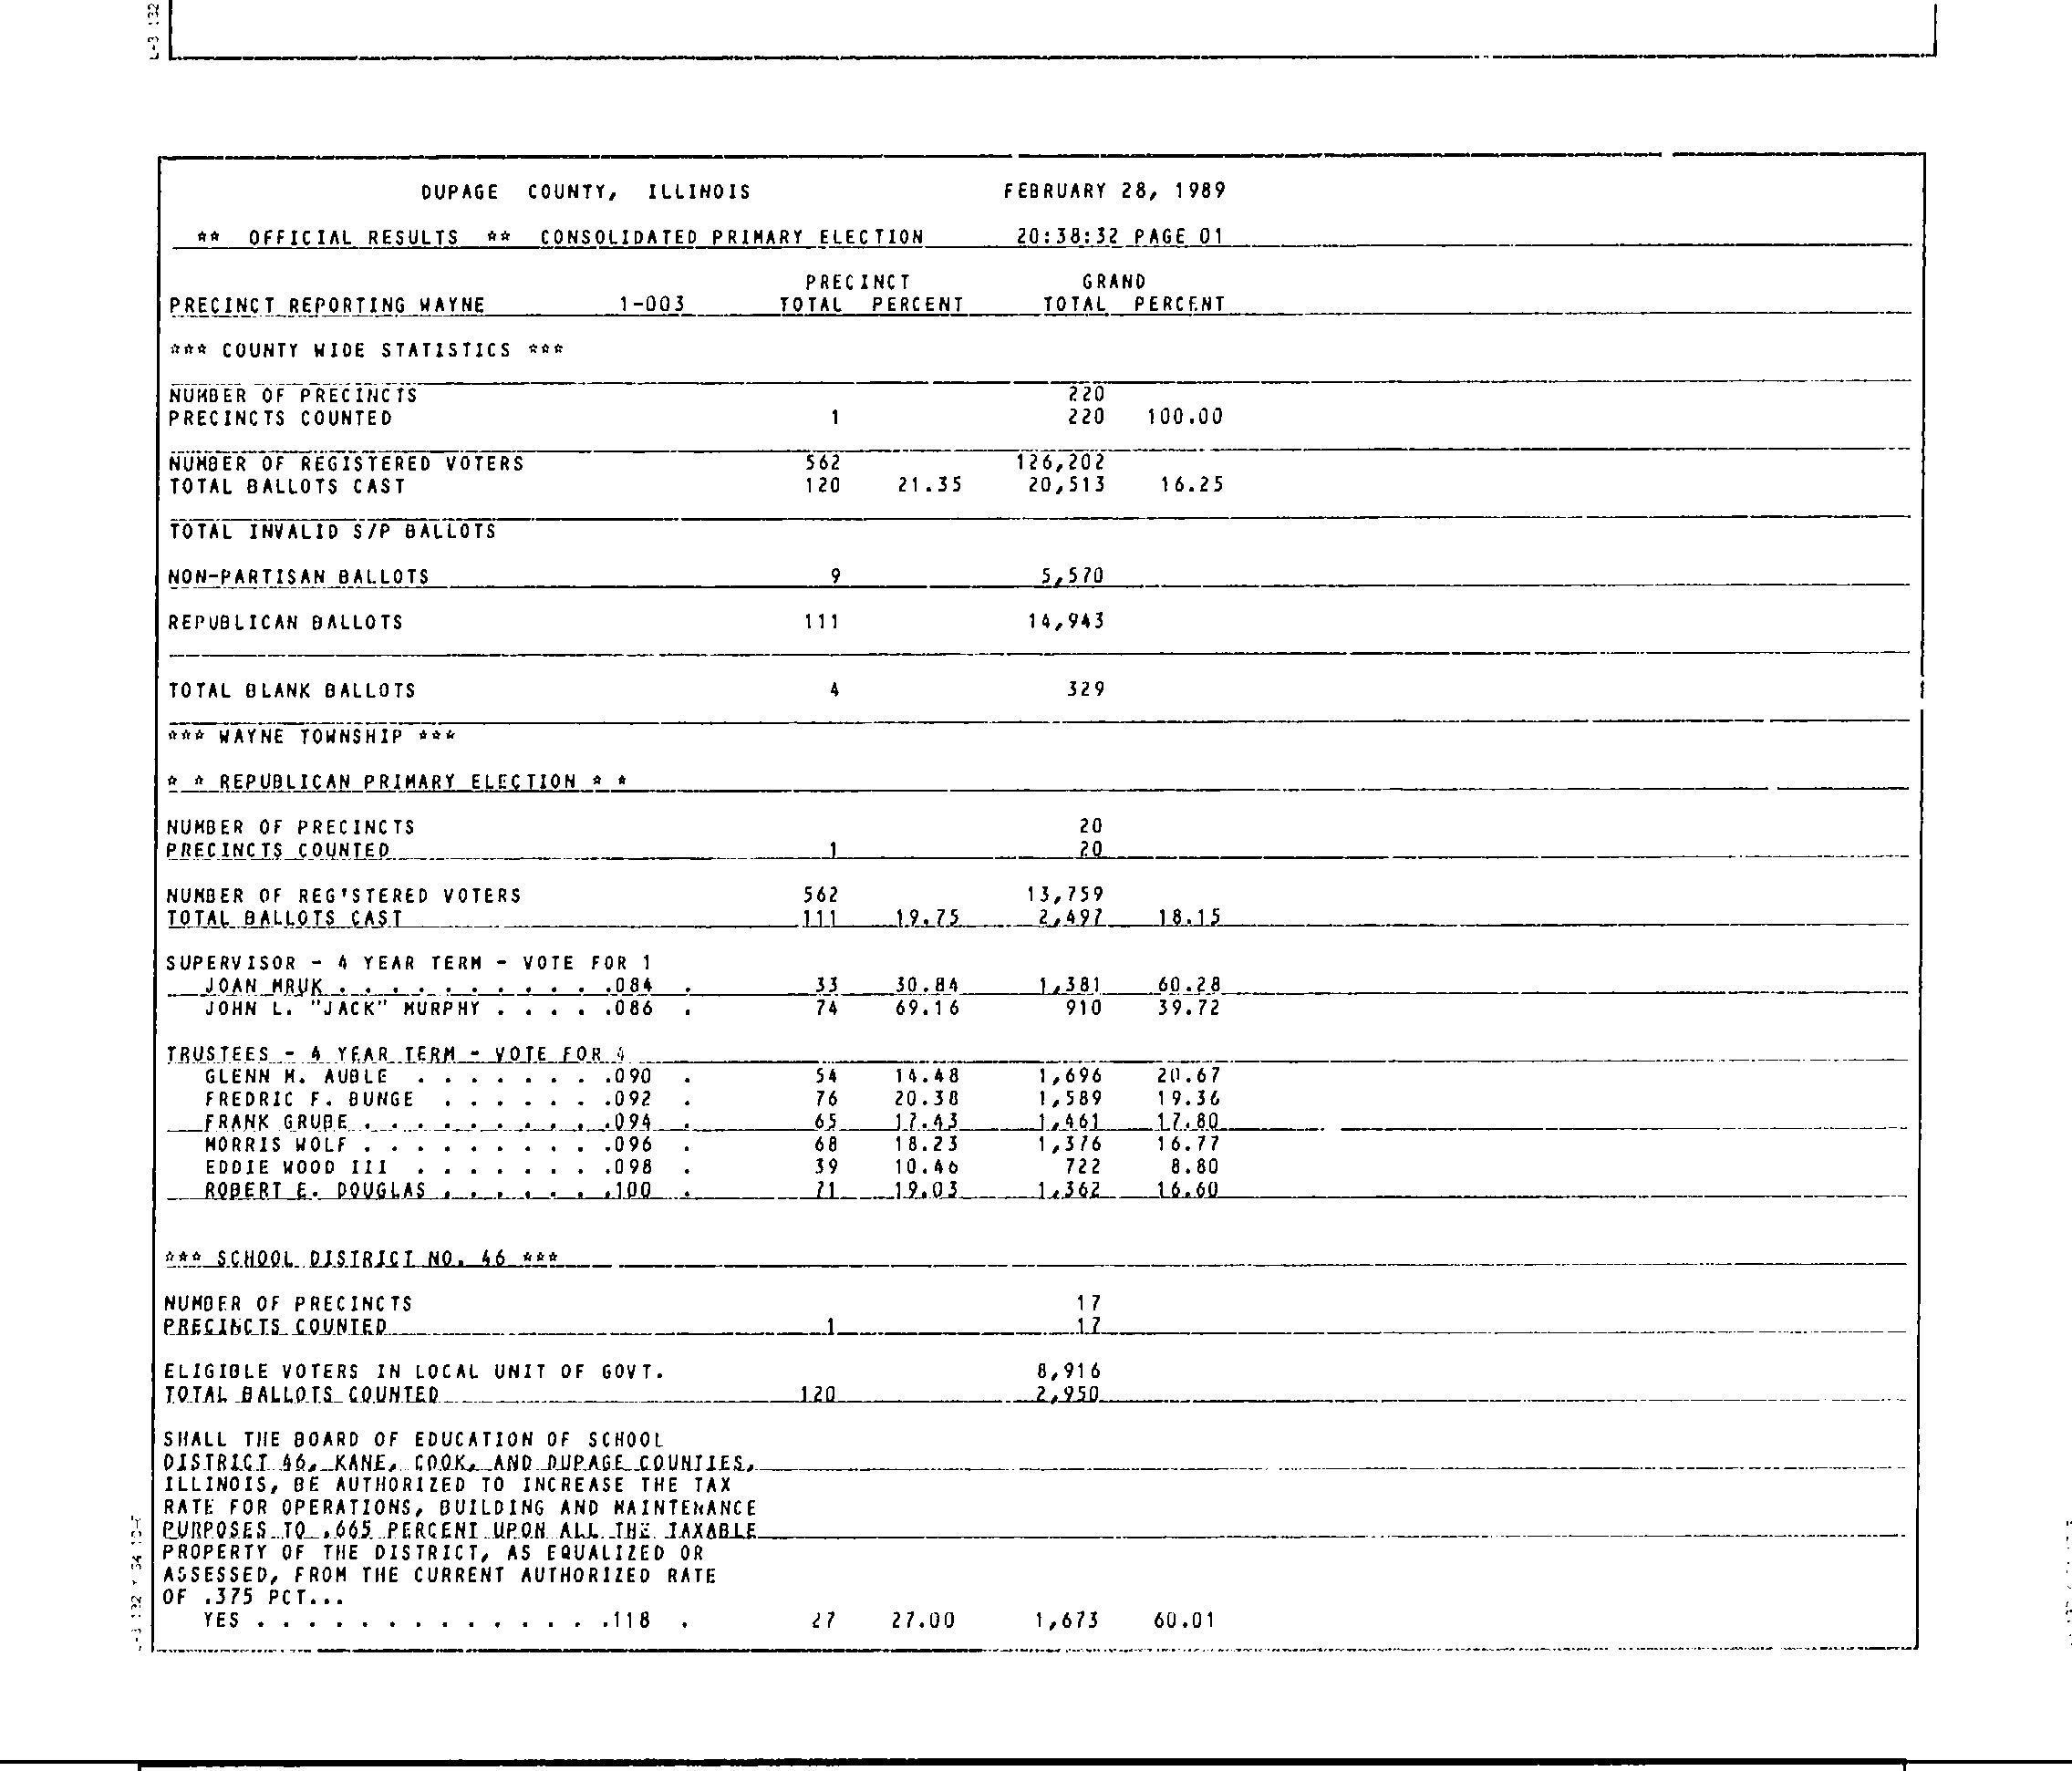 DUPAGE COUNTY, ILLINOIS FEBRUARY 28, 1989
** OFFICIAL RESULTS ** CONSOLIDATED PRIMARY ELECTION 20:38:32 PAGE 01
PRECINCT GRAND
PRECINCT REPORTING WAYNE 1-003 TOTAL PERCENT TOTAL PERCENT
*** COUNTY WIDE STATISTICS ***
NUMBER OF PRECINCTS 220
PRECINCTS COUNTED 1 220 100.00
NUMBER OF REGISTERED VOTERS 562 126,202
TOTAL BALLOTS CAST 120 21.35 20,513 16.25
TOTAL INVALID S/P BALLOTS
NON-PARTISAN BALLOTS 9 5,570
REPUBLICAN BALLOTS 111 14,943
TOTAL BLANK BALLOTS 4 329
*** WAYNE TOWNSHIP ***
* * REPUBLICAN PRIMARY ELECTION * *
NUMBER OF PRECINCTS 20
PRECINCTS COUNTED 1 20
NUMBER OF REG'STERED VOTERS 562 13,759
TOTAL BALLOTS CAST 111 19.75 2,497 18.15
SUPERVISOR - 4 YEAR TERM - VOTE FOR 1
JOAN MRUK . . . . . . . . . . .084 . 33 30.84 1,381 60.28
JOHN L. "JACK" MURPHY . . . . .086 . 74 69.16 910 39.72
TRUSTEES - 4 YEAR TERM - VOTE FOR 4
GLENN M. AUBLE . . . . . . . .090 . 54 14.48 1,696 20.67
FREDRIC F. BUNGE . . . . . . .092 . 76 20.38 1,589 19.36
FRANK GRUBE . . . . . . . . . .094 . 65 17.43 1,461 17.80
MORRIS WOLF . . . . . . . . . .096 . 68 18.23 1,376 16.77
EDDIE WOOD III . . . . . . . .098 . 39 10.46 722 8.80
ROBERT E. DOUGLAS . . . . . . .100 . 71 19.03 1,362 16.60
*** SCHOOL DISTRICT NO. 46 ***
NUMBER OF PRECINCTS 17
PRECINCTS COUNTED 1 17
ELIGIBLE VOTERS IN LOCAL UNIT OF GOVT. 8,916
TOTAL BALLOTS COUNTED 120 2,950
SHALL THE BOARD OF EDUCATION OF SCHOOL
DISTRICT 46, KANE, COOK, AND DUPAGE COUNTIES,
ILLINOIS, BE AUTHORIZED TO INCREASE THE TAX
RATE FOR OPERATIONS, BUILDING AND MAINTENANCE
PURPOSES TO .665 PERCENT UPON ALL THE TAXABLE
PROPERTY OF THE DISTRICT, AS EQUALIZED OR
ASSESSED, FROM THE CURRENT AUTHORIZED RATE
OF .375 PCT...
YES . . . . . . . . . . . . . .118 . 27 27.00 1,673 60.01